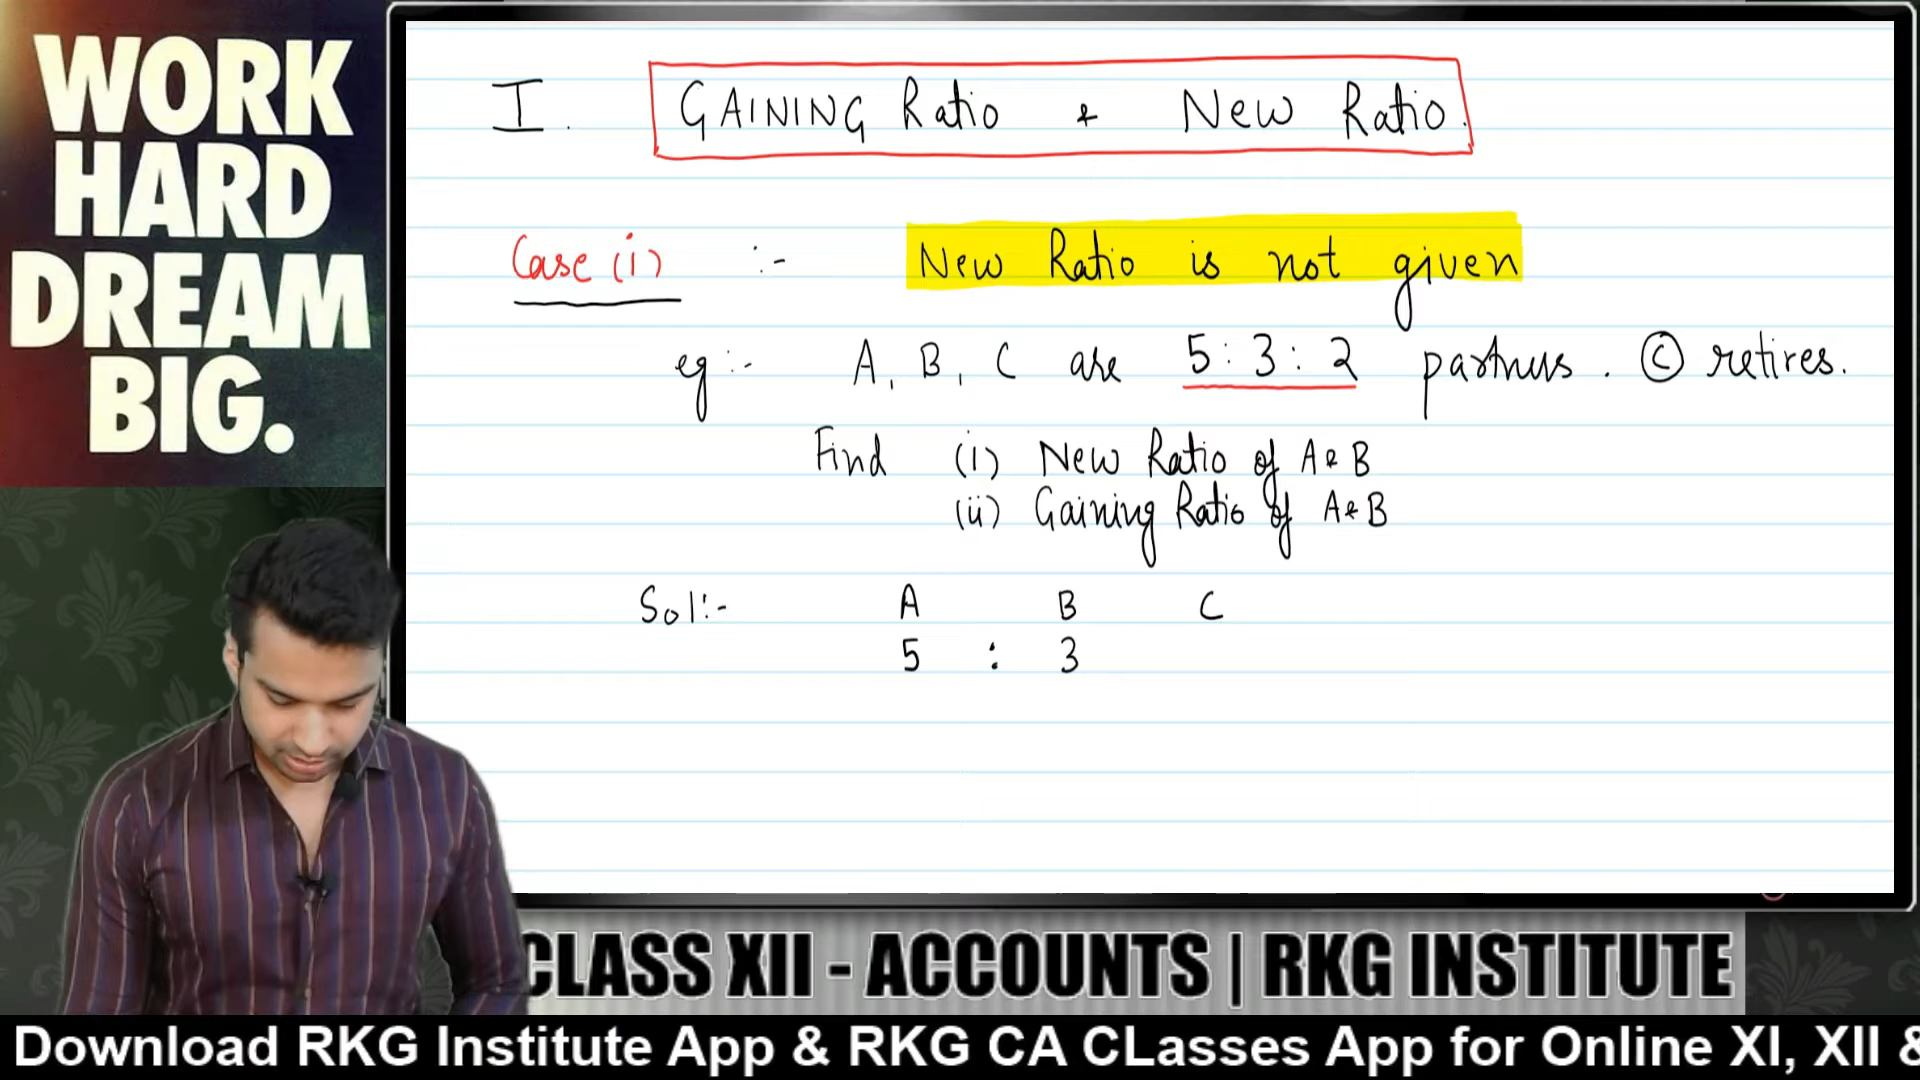 WORK
HARD
DREAM
BIG.
I. GAINING Ratio & New Ratio.
Case (i) :- New Ratio is not given
eg :- A, B, C are 5 : 3 : 2 partners. C retires.
Find (i) New Ratio of A & B
(ii) Gaining Ratio of A & B
Sol :- A B C
5 : 3
CLASS XII - ACCOUNTS | RKG INSTITUTE
Download RKG Institute App & RKG CA CLasses App for Online XI, XII &